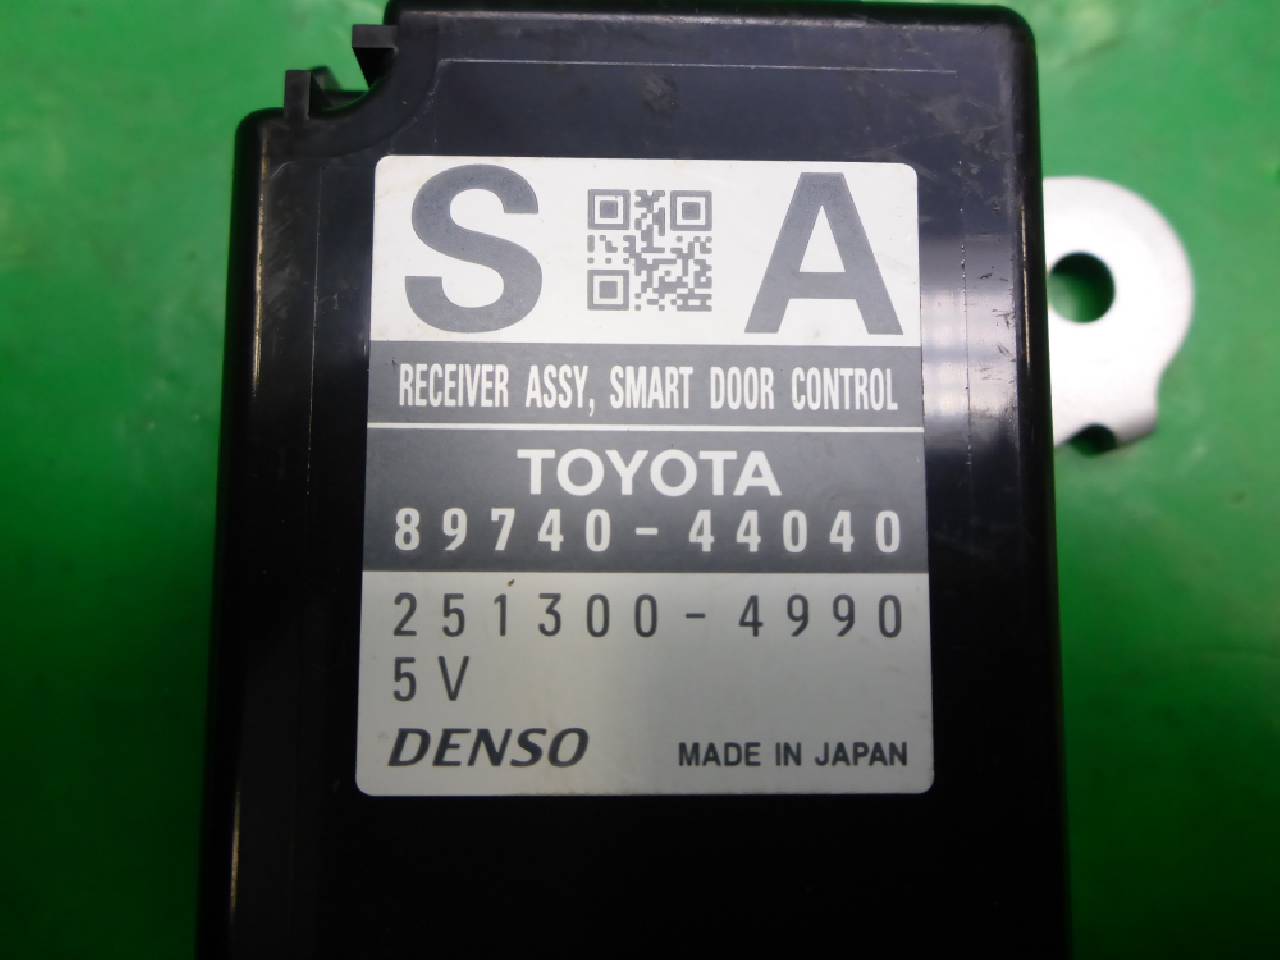 S A
RECEIVER ASSY, SMART DOOR CONTROL
TOYOTA
89740-44040
251300-4990
5V
DENSO MADE IN JAPAN